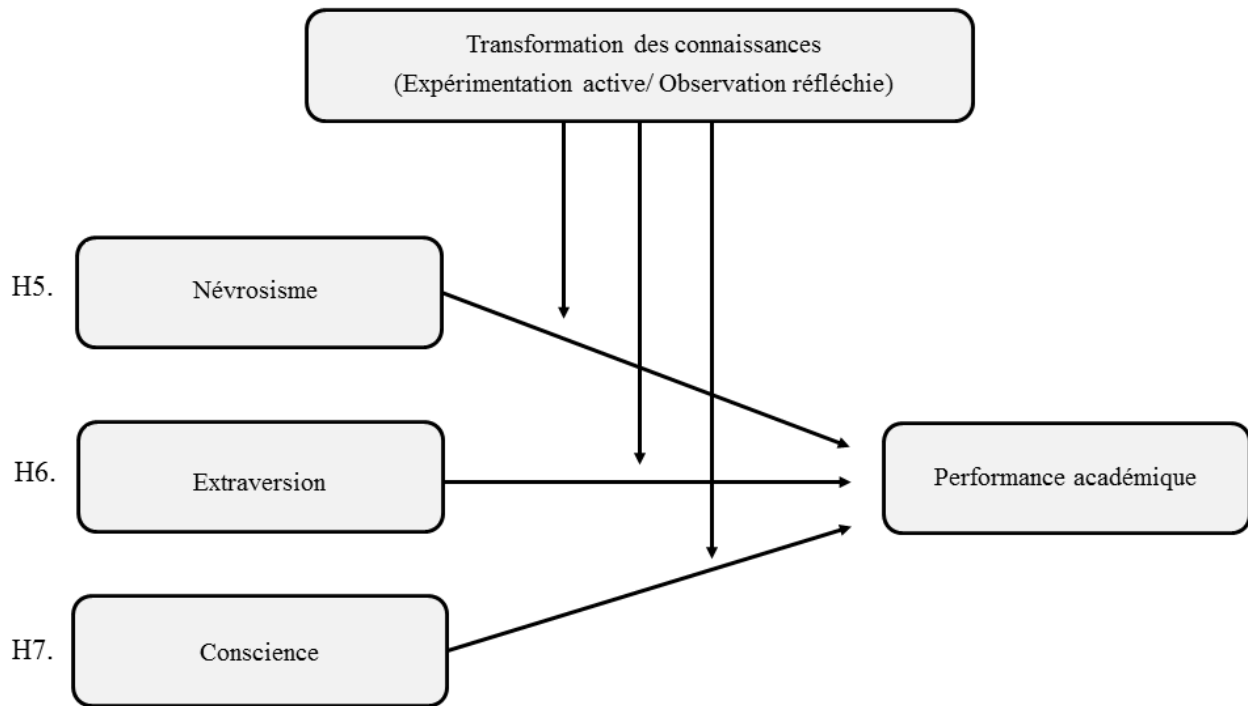 Transformation des connaissances
(Expérimentation active/ Observation réfléchie)
H5.
Névrosisme
H6.
Extraversion
Performance académique
H7.
Conscience